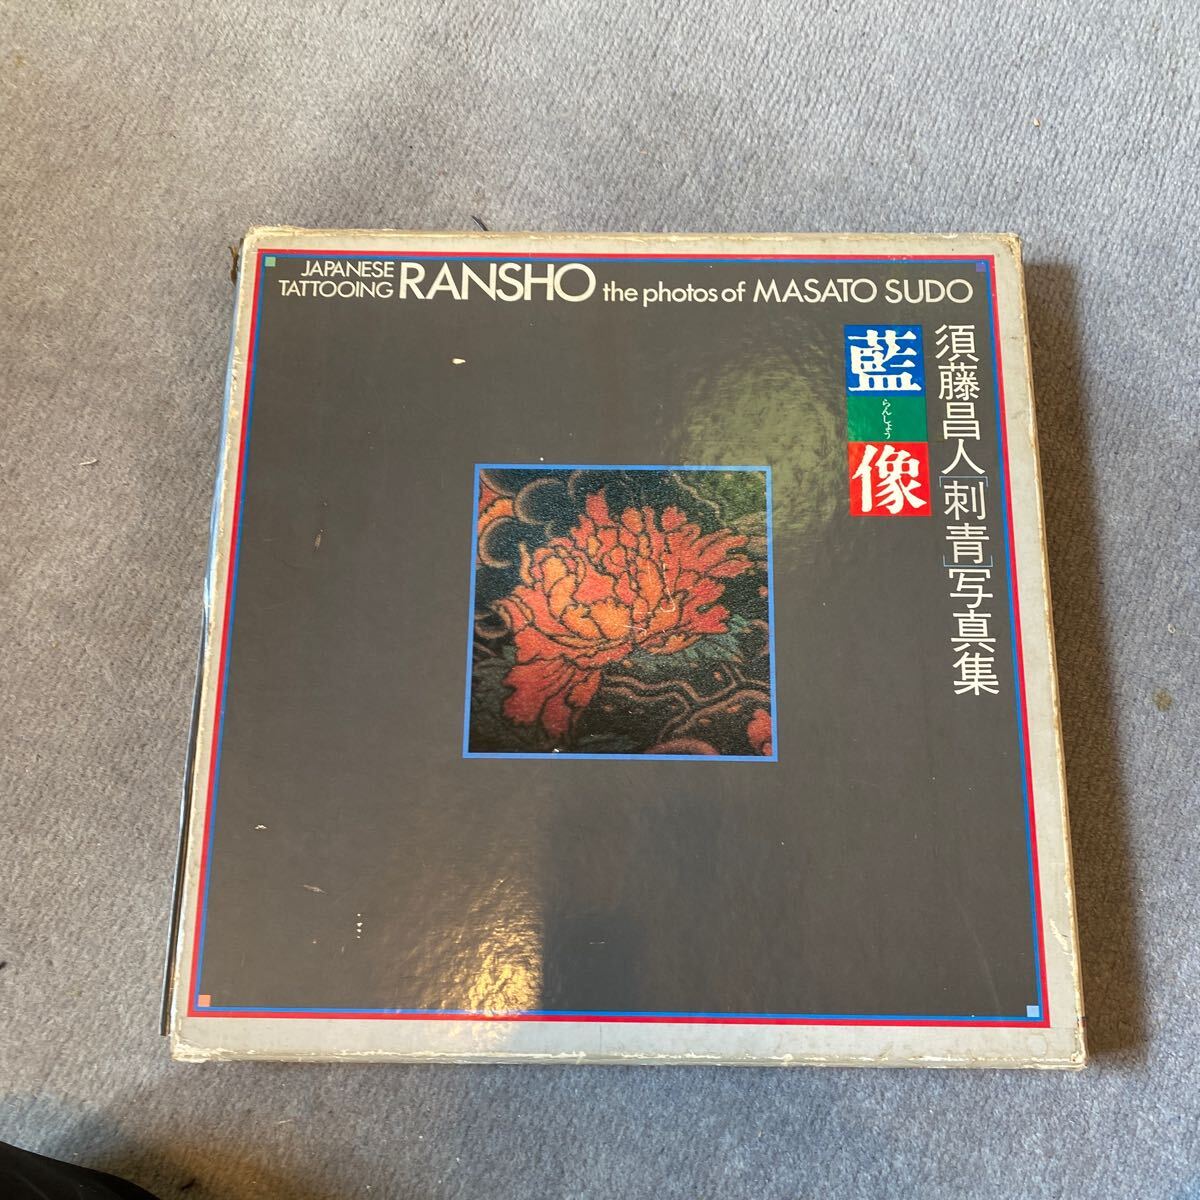 JAPANESE
TATTOOING RANSHO the photos of MASATO SUDO
須藤昌人[刺青]写真集
藍
らんしょう
像